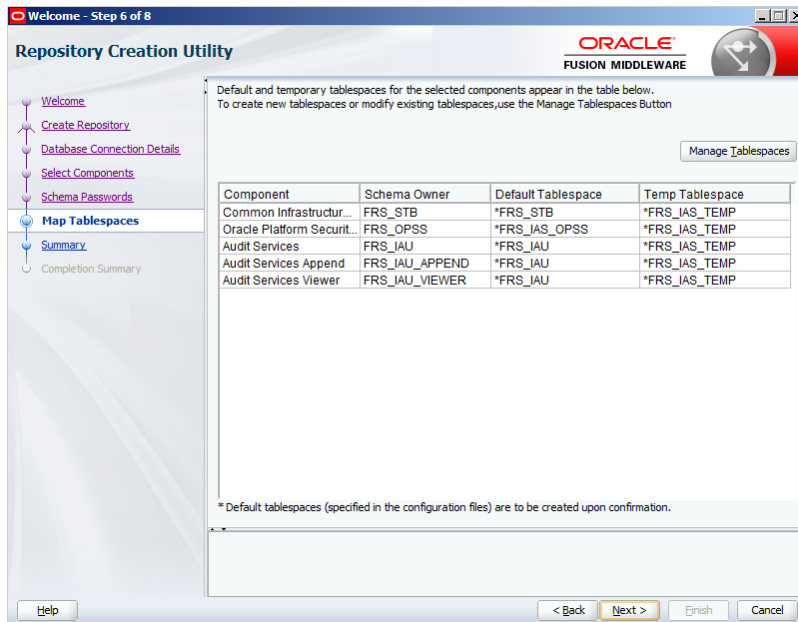 Welcome - Step 6 of 8
Repository Creation Utility
ORACLE
FUSION MIDDLEWARE
Welcome
Create Repository
Database Connection Details
Select Components
Schema Passwords
Map Tablespaces
Summary
Completion Summary
Default and temporary tablespaces for the selected components appear in the table below.
To create new tablespaces or modify existing tablespaces,use the Manage Tablespaces Button
Manage Tablespaces
Component Schema Owner Default Tablespace Temp Tablespace
Common Infrastructur... FRS_STB *FRS_STB *FRS_IAS_TEMP
Oracle Platform Securit... FRS_OPSS *FRS_IAS_OPSS *FRS_IAS_TEMP
Audit Services FRS_IAU *FRS_IAU *FRS_IAS_TEMP
Audit Services Append FRS_IAU_APPEND *FRS_IAU *FRS_IAS_TEMP
Audit Services Viewer FRS_IAU_VIEWER *FRS_IAU *FRS_IAS_TEMP
* Default tablespaces (specified in the configuration files) are to be created upon confirmation.
Help < Back Next > Finish Cancel